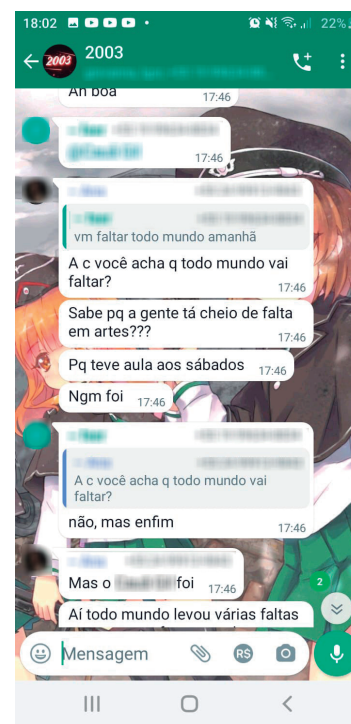 18:02
22%
2003
2003
Ah boa
17:46
17:46
vm faltar todo mundo amanhã
A c você acha q todo mundo vai
faltar?
17:46
Sabe pq a gente tá cheio de falta
em artes???
17:46
Pq teve aula aos sábados 17:46
Ngm foi 17:46
A c você acha q todo mundo vai
faltar?
não, mas enfim
17:46
Mas o foi 17:46
2
Aí todo mundo levou várias faltas
Mensagem
R$